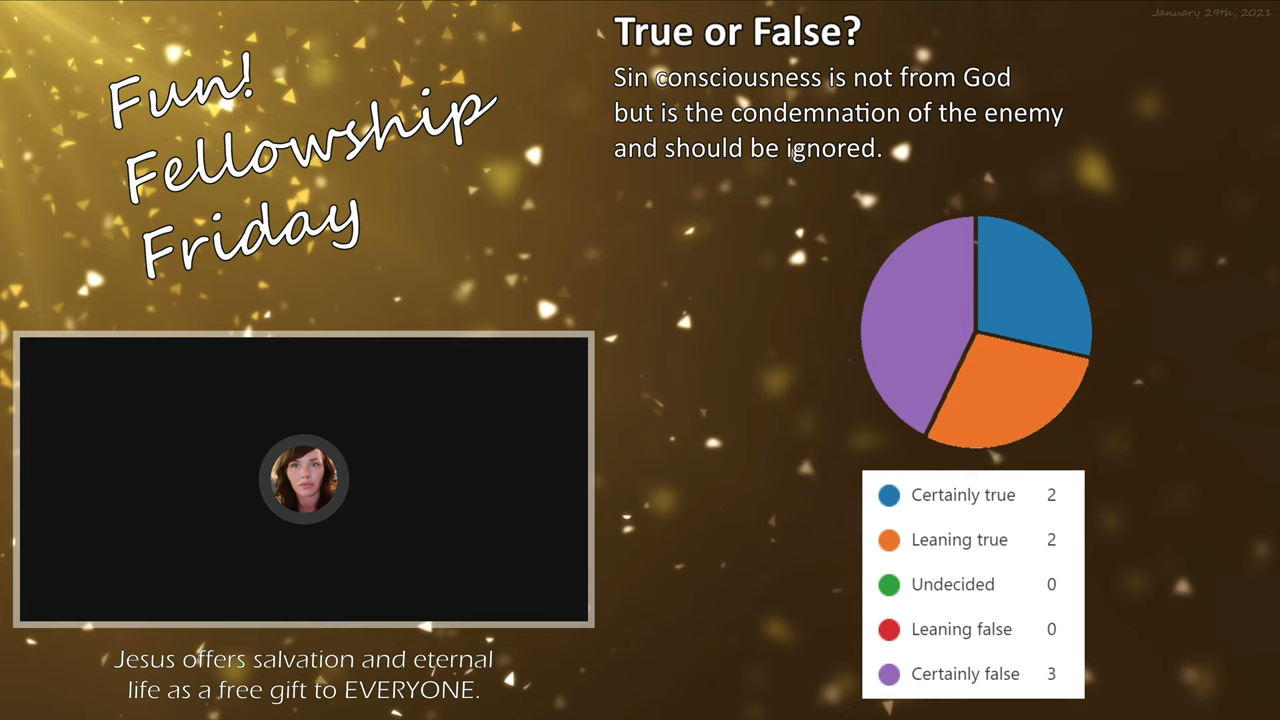 January 29th, 2021
Fun!
Fellowship
Friday
True or False?
Sin consciousness is not from God
but is the condemnation of the enemy
and should be ignored.
Certainly true 2
Leaning true 2
Undecided 0
Leaning false 0
Certainly false 3
Jesus offers salvation and eternal
life as a free gift to EVERYONE.